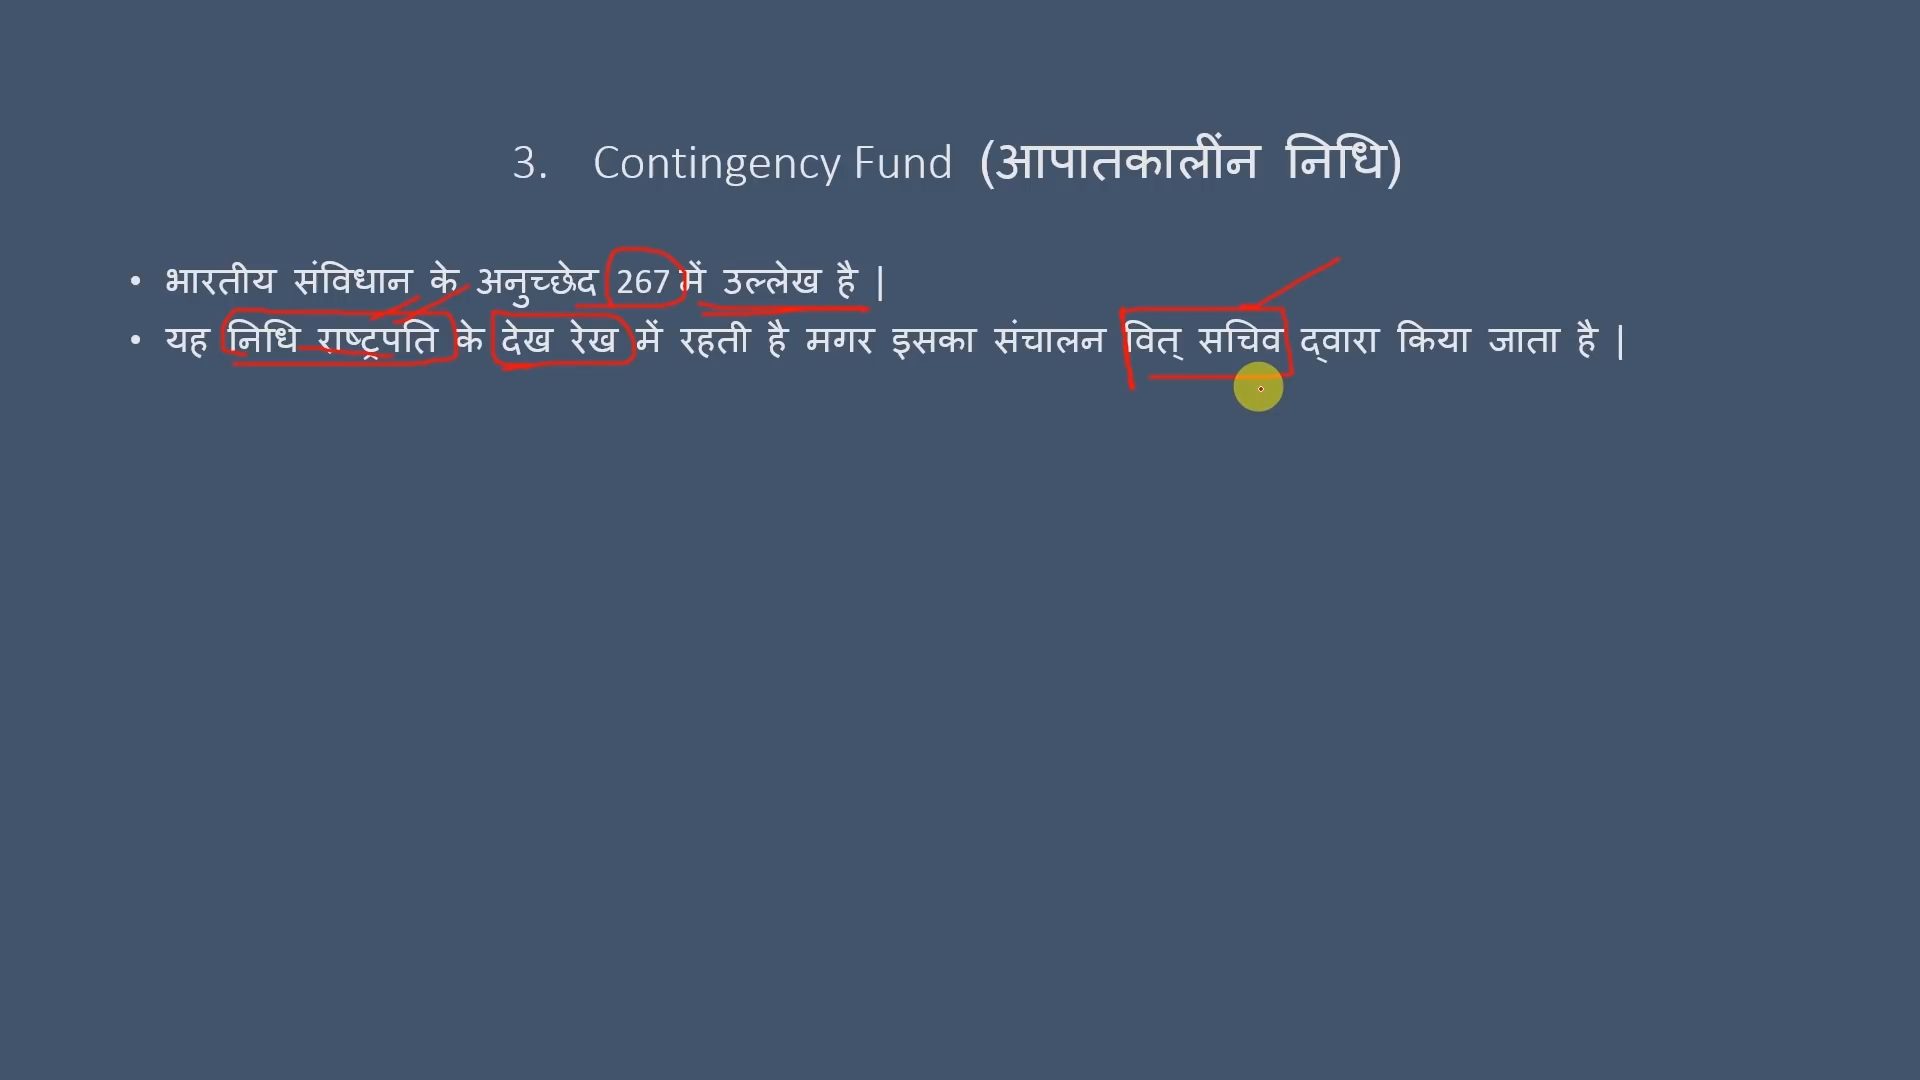 3. Contingency Fund (आपातकालींन निधि)
• भारतीय संविधान के अनुच्छेद 267 में उल्लेख है |
• यह निधि राष्ट्रपति के देख रेख में रहती है मगर इसका संचालन वित् सचिव द्वारा किया जाता है |